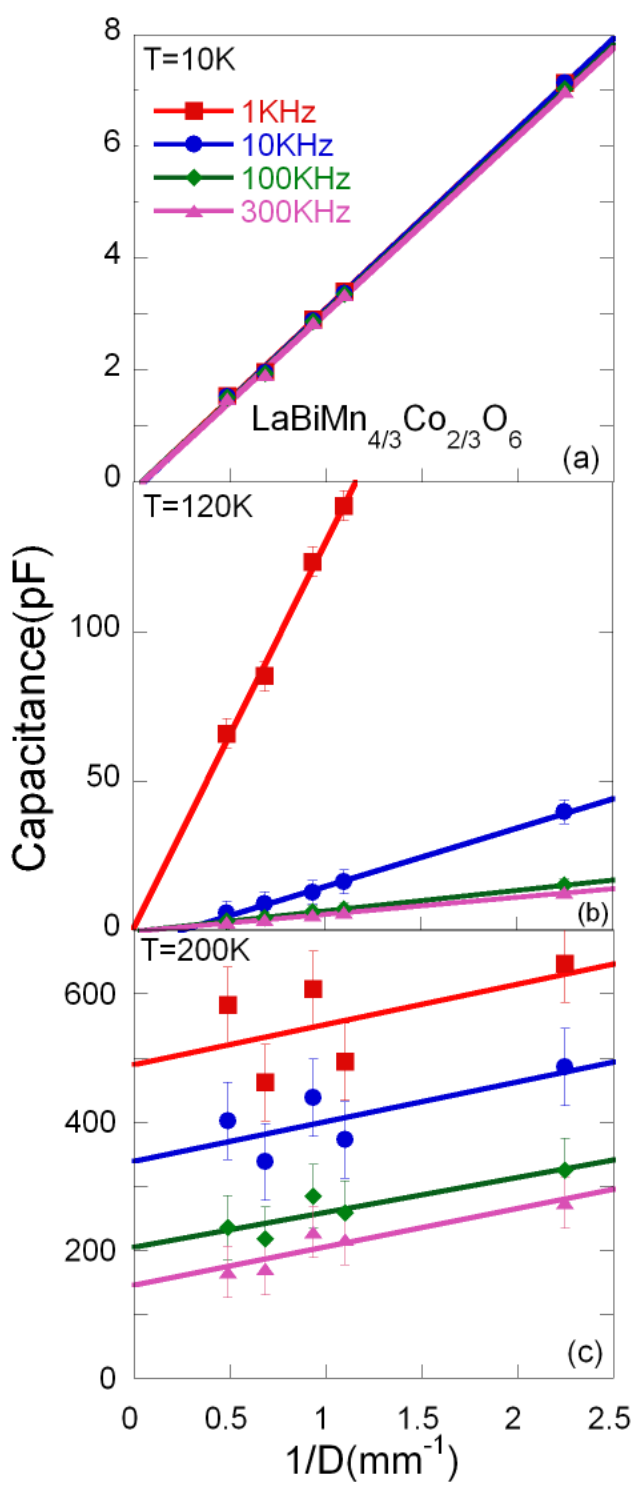 8
T=10K
1KHz
10KHz
100KHz
300KHz
6
4
2
0
LaBiMn4/3Co2/3O6
(a)
T=120K
100
50
0
(b)
Capacitance(pF)
T=200K
600
400
200
0
(c)
0 0.5 1 1.5 2 2.5
1/D(mm-1)